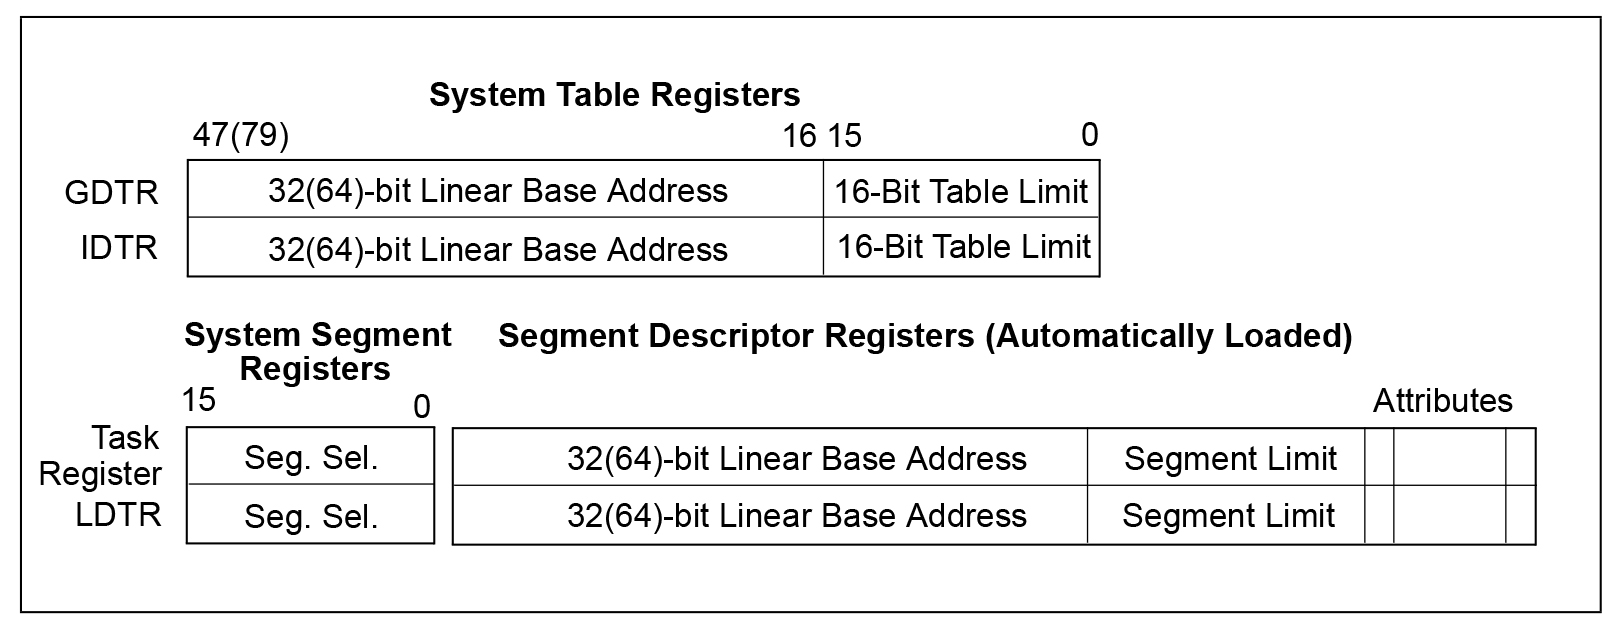 System Table Registers
47(79) 16 15 0
GDTR 32(64)-bit Linear Base Address 16-Bit Table Limit
IDTR 32(64)-bit Linear Base Address 16-Bit Table Limit
System Segment
Registers
Segment Descriptor Registers (Automatically Loaded)
15 0 Attributes
Task
Register
Seg. Sel. 32(64)-bit Linear Base Address Segment Limit
LDTR Seg. Sel. 32(64)-bit Linear Base Address Segment Limit